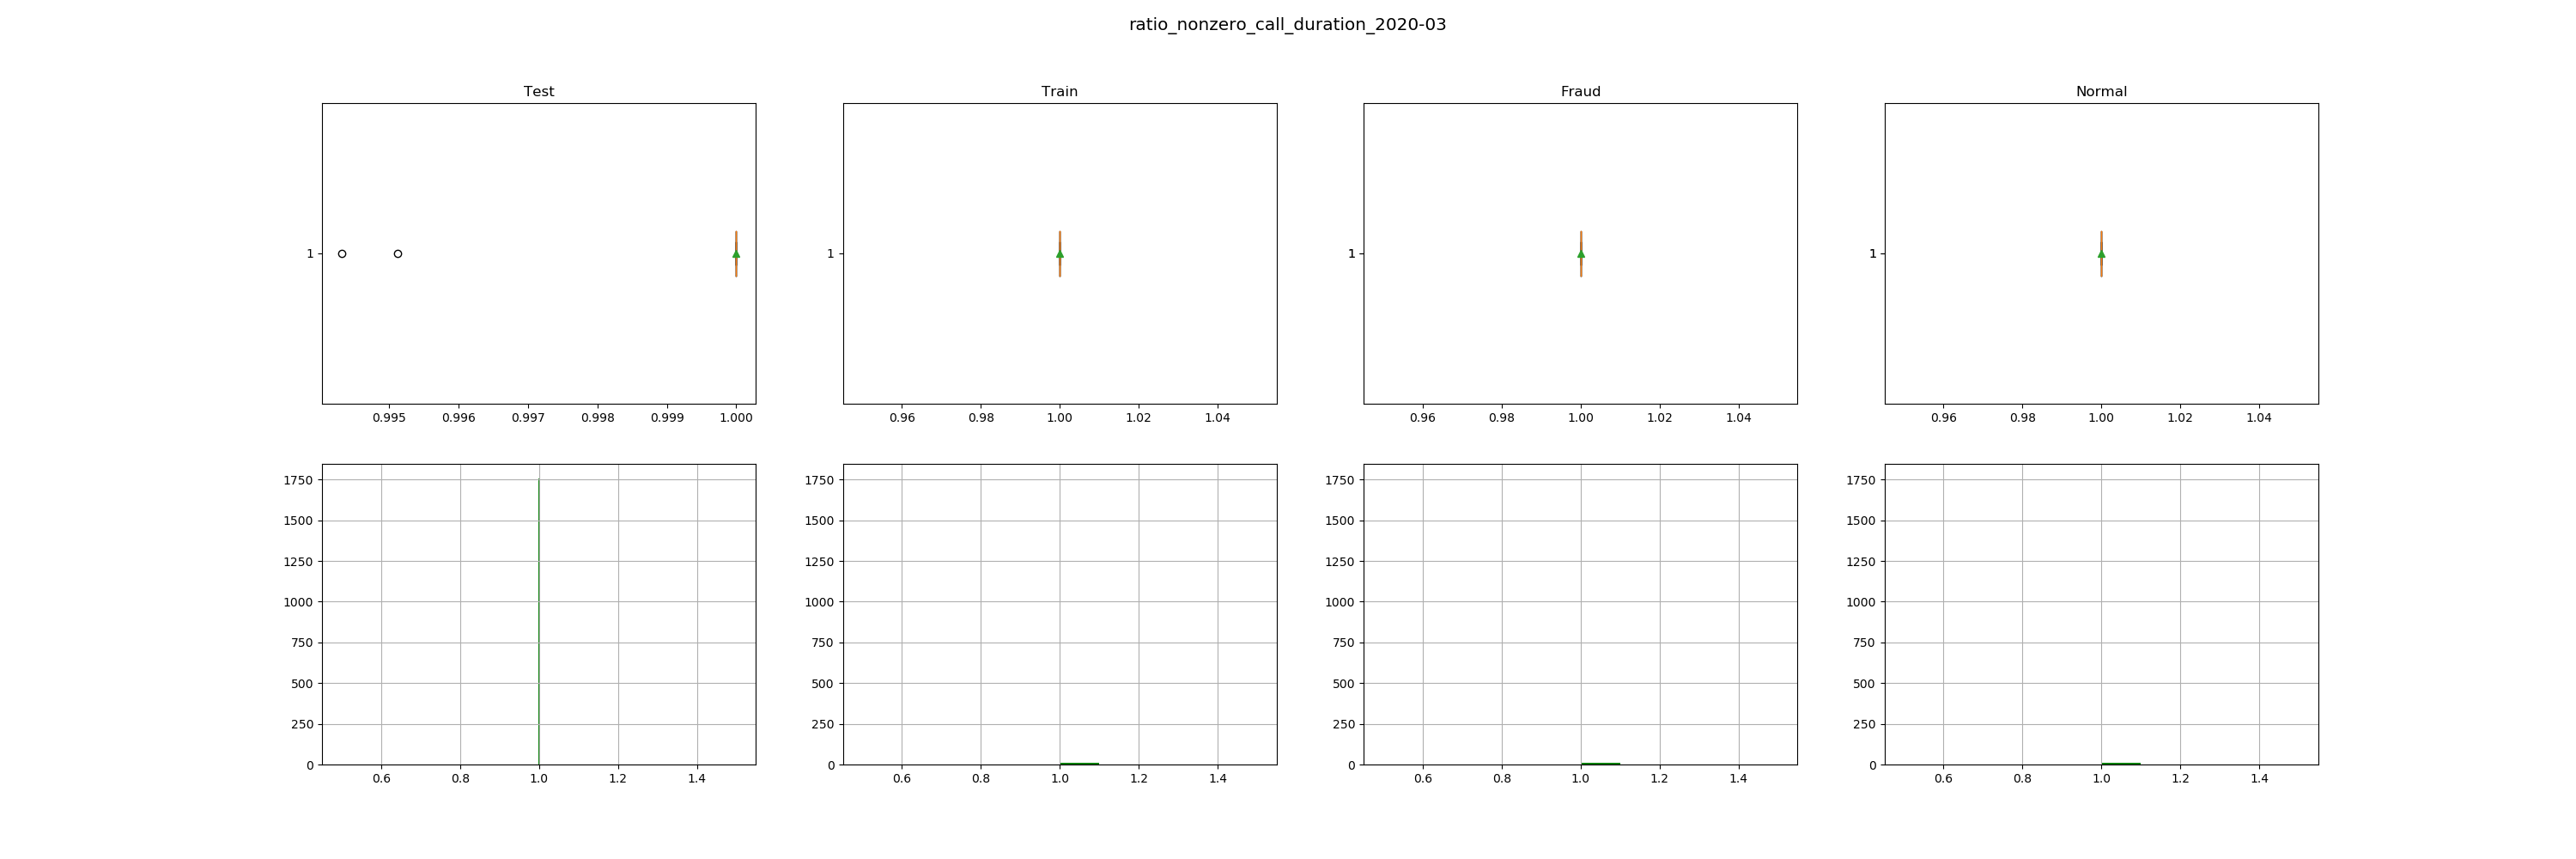 ratio_nonzero_call_duration_2020-03
Test Train Fraud Normal
1 1 1 1
0.995 0.996 0.997 0.998 0.999 1.000 0.96 0.98 1.00 1.02 1.04 0.96 0.98 1.00 1.02 1.04 0.96 0.98 1.00 1.02 1.04
1750 1750 1750 1750
1500 1500 1500 1500
1250 1250 1250 1250
1000 1000 1000 1000
750 750 750 750
500 500 500 500
250 250 250 250
0 0 0 0
0.6 0.8 1.0 1.2 1.4 0.6 0.8 1.0 1.2 1.4 0.6 0.8 1.0 1.2 1.4 0.6 0.8 1.0 1.2 1.4